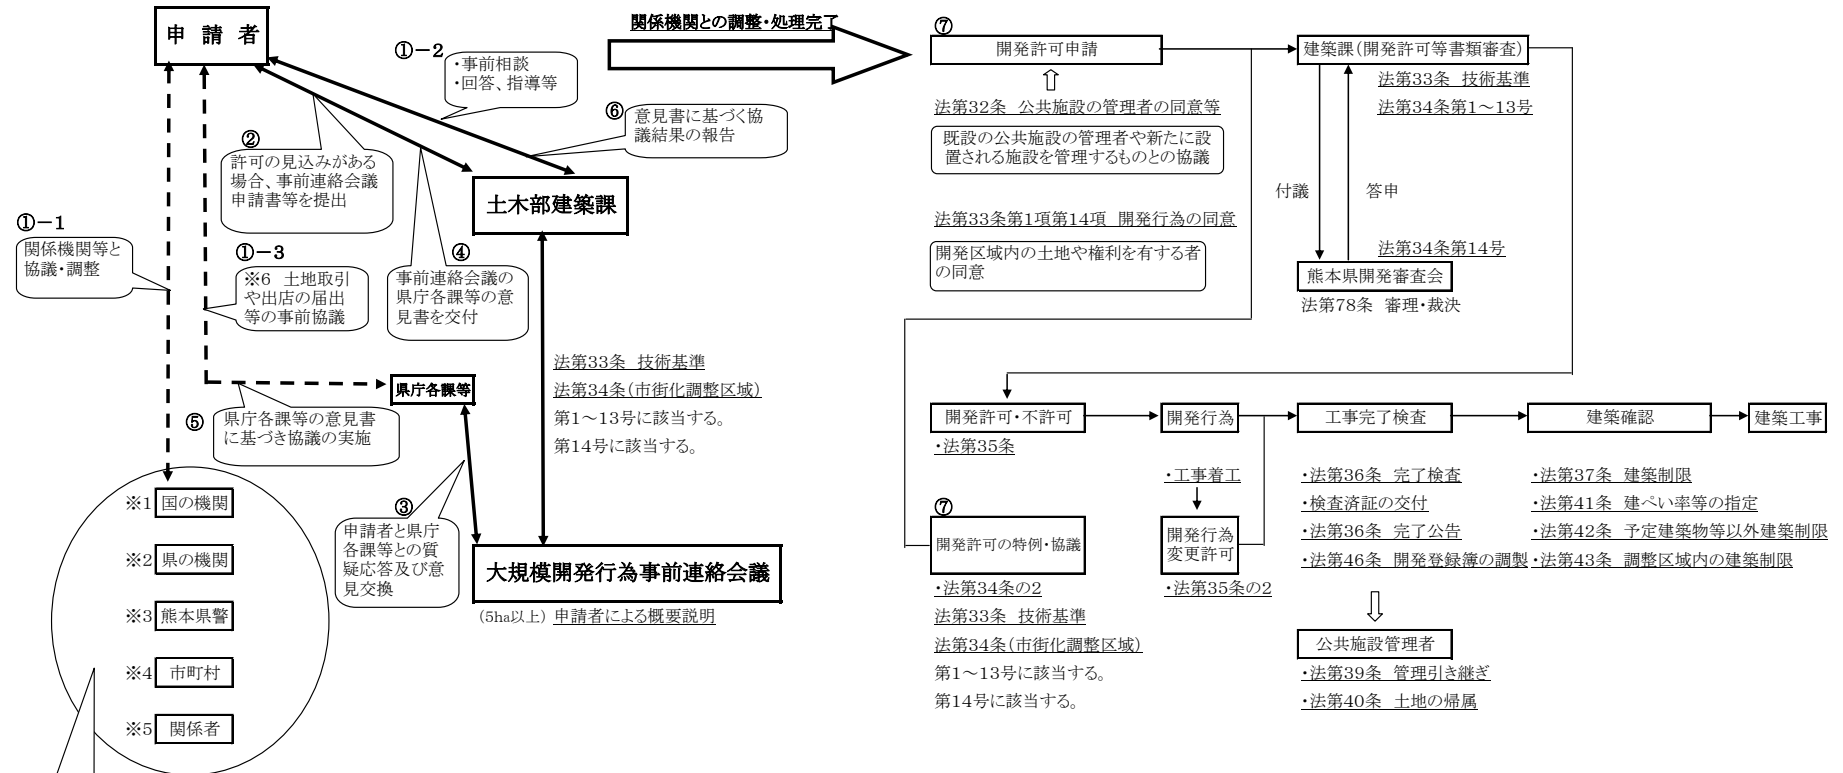 申 請 者
①－2
・事前相談
・回答、指導等
⑥
意見書に基づく協
議結果の報告
②
許可の見込みがある
場合、事前連絡会議
申請書等を提出
土木部建築課
①－1
関係機関等と
協議・調整
①－3
※6 土地取引
や出店の届出
等の事前協議
④
事前連絡会議の
県庁各課等の意
見書を交付
法第33条 技術基準
法第34条(市街化調整区域)
第1～13号に該当する。
第14号に該当する。
県庁各課等
⑤
県庁各課等の意見書
に基づき協議の実施
③
申請者と県庁
各課等との質
疑応答及び意
見交換
大規模開発行為事前連絡会議
(5ha以上) 申請者による概要説明
※1 国の機関
※2 県の機関
※3 熊本県警
※4 市町村
※5 関係者
関係機関との調整・処理完了
⑦
開発許可申請
法第32条 公共施設の管理者の同意等
既設の公共施設の管理者や新たに設
置される施設を管理するものとの協議
法第33条第1項第14項 開発行為の同意
開発区域内の土地や権利を有する者
の同意
建築課(開発許可等書類審査)
法第33条 技術基準
法第34条第1～13号
付議
答申
法第34条第14号
熊本県開発審査会
法第78条 審理・裁決
開発許可・不許可
・法第35条
⑦
開発許可の特例・協議
・法第34条の2
法第33条 技術基準
法第34条(市街化調整区域)
第1～13号に該当する。
第14号に該当する。
開発行為
・工事着工
開発行為
変更許可
・法第35条の2
工事完了検査
・法第36条 完了検査
・検査済証の交付
・法第36条 完了公告
・法第46条 開発登録簿の調製
公共施設管理者
・法第39条 管理引き継ぎ
・法第40条 土地の帰属
建築確認
・法第37条 建築制限
・法第41条 建ぺい率等の指定
・法第42条 予定建築物等以外建築制限
・法第43条 調整区域内の建築制限
建築工事